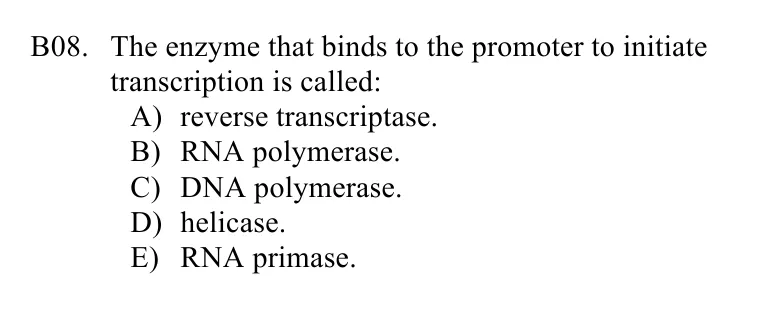 B08. The enzyme that binds to the promoter to initiate
transcription is called:
A) reverse transcriptase.
B) RNA polymerase.
C) DNA polymerase.
D) helicase.
E) RNA primase.